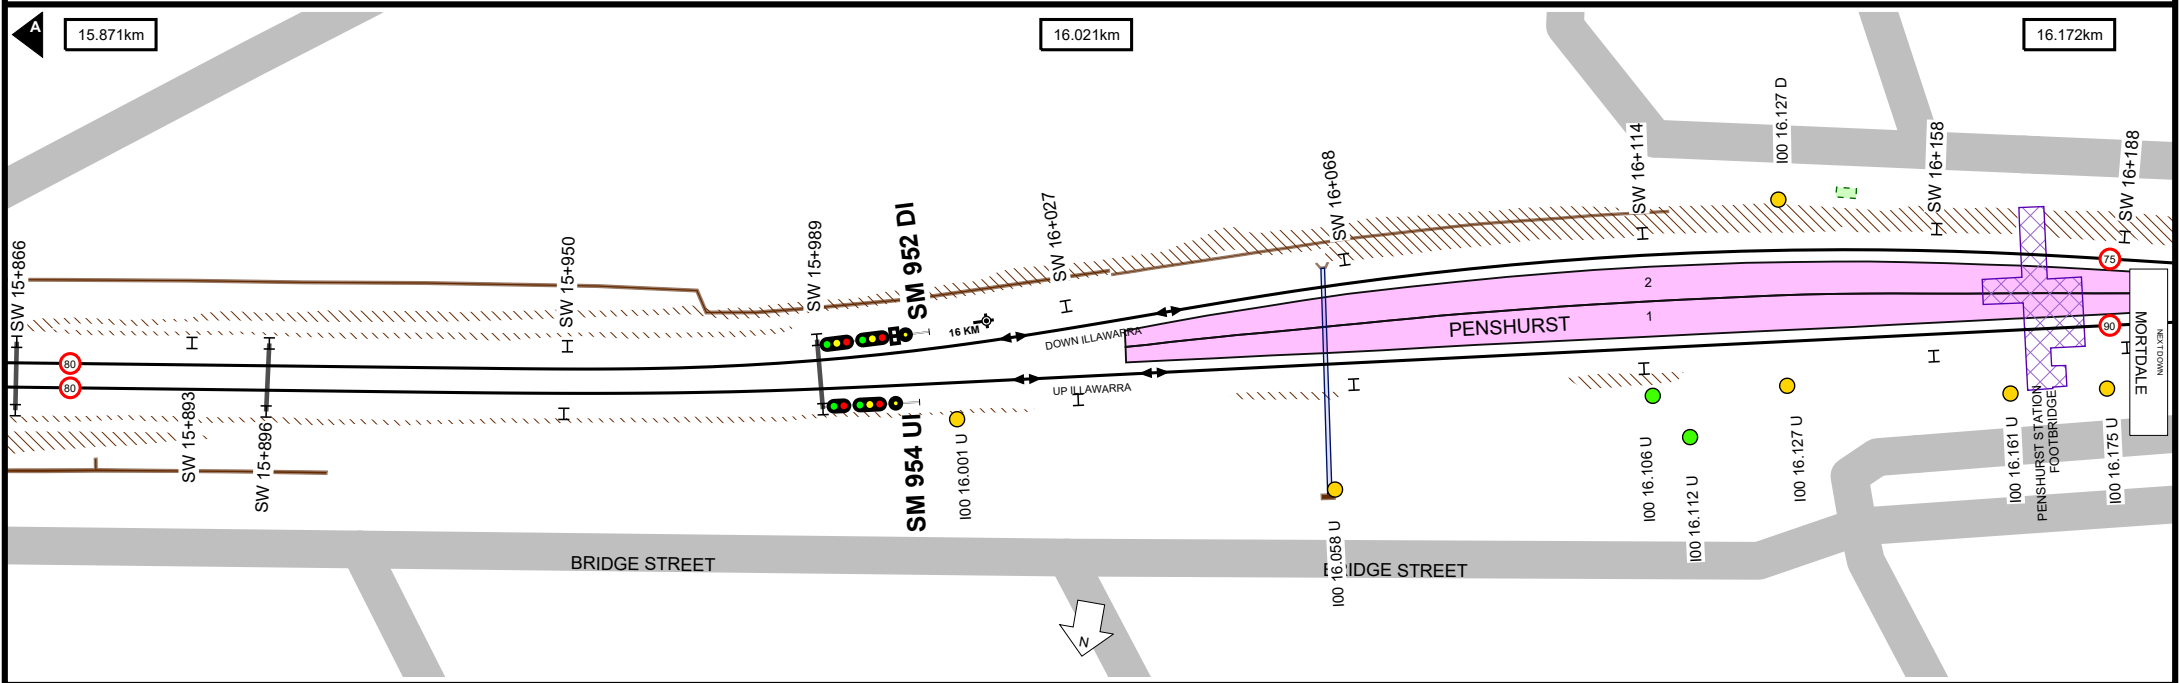 A
15.871km
16.021km
16.172km
SW 15+866
SW 15+950
SW 15+989
SM 952 DI
SW 16+027
SW 16+068
SW 16+114
I00 16.127 D
SW 16+158
SW 16+188
16 KM
DOWN ILLAWARRA
UP ILLAWARRA
80
80
75
90
2
1
PENSHURST
MORTDALE
NEXT DOWN
SW 15+893
SW 15+896
SM 954 UI
I00 16.001 U
I00 16.058 U
I00 16.106 U
I00 16.112 U
I00 16.127 U
I00 16.161 U
PENSHURST STATION
FOOTBRIDGE
I00 16.175 U
BRIDGE STREET
BRIDGE STREET
N